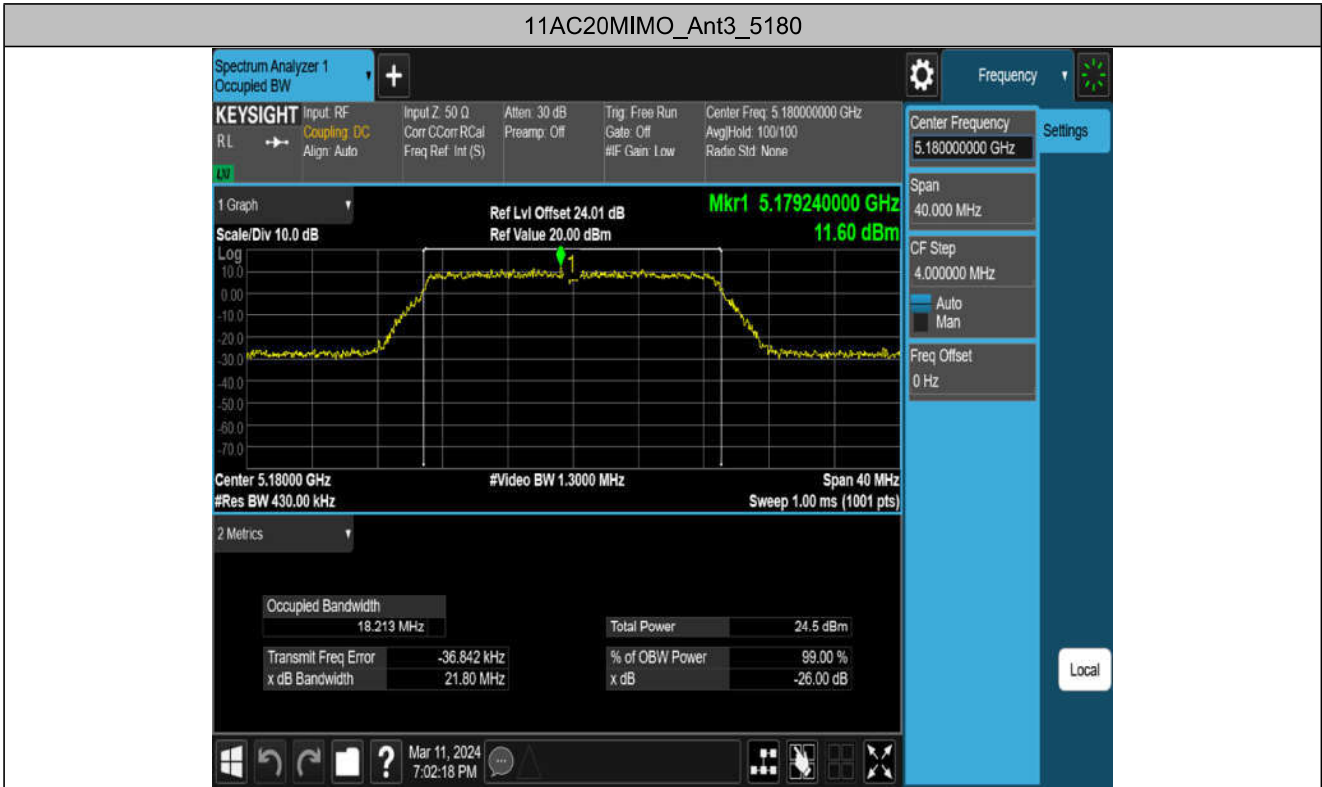 11AC20MIMO_Ant3_5180
Spectrum Analyzer 1
Occupied BW
Frequency
KEYSIGHT
RL
Input: RF
Coupling: DC
Align: Auto
Input Z: 50 Ω
Corr CCorr RCal
Freq Ref: Int (S)
Atten: 30 dB
Preamp: Off
Trig: Free Run
Gate: Off
#IF Gain: Low
Center Freq: 5.180000000 GHz
Avg|Hold: 100/100
Radio Std: None
Center Frequency
5.180000000 GHz
Settings
Span
40.000 MHz
CF Step
4.000000 MHz
Auto
Man
Freq Offset
0 Hz
1 Graph
Scale/Div 10.0 dB
Ref Lvl Offset 24.01 dB
Ref Value 20.00 dBm
Mkr1 5.179240000 GHz
11.60 dBm
Log
10.0
0.00
-10.0
-20.0
-30.0
-40.0
-50.0
-60.0
-70.0
1
Center 5.18000 GHz
#Video BW 1.3000 MHz
Span 40 MHz
#Res BW 430.00 kHz
Sweep 1.00 ms (1001 pts)
2 Metrics
Occupied Bandwidth
18.213 MHz
Total Power 24.5 dBm
Transmit Freq Error -36.842 kHz
% of OBW Power 99.00 %
x dB Bandwidth 21.80 MHz
x dB -26.00 dB
Local
Mar 11, 2024
7:02:18 PM